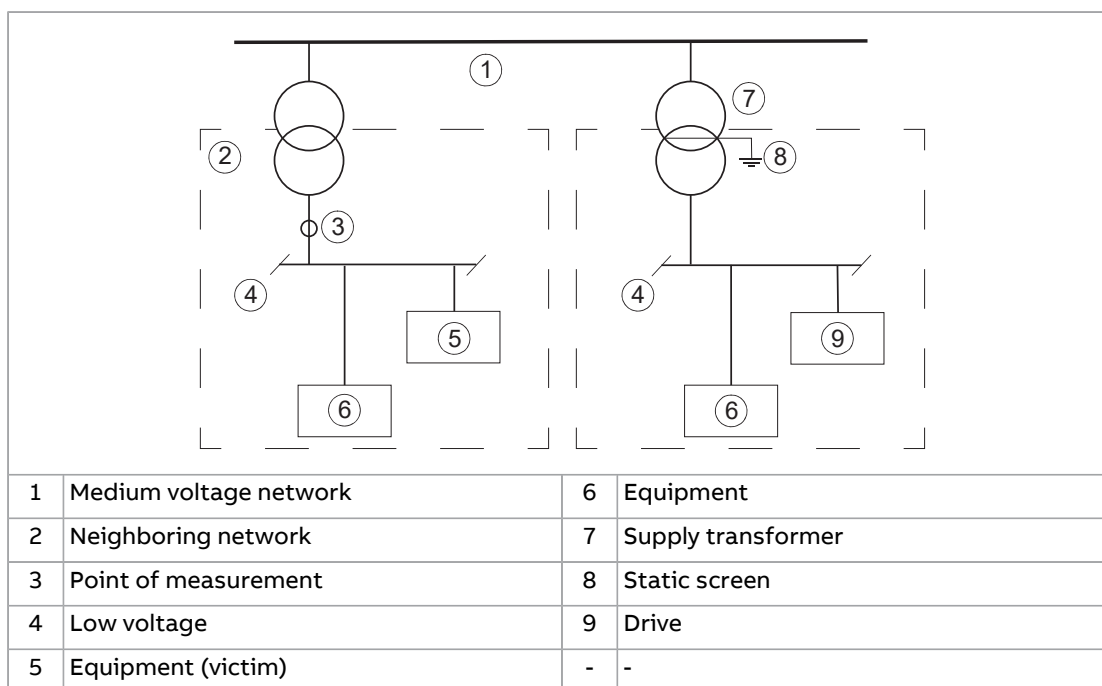 1
7
2
8
3
4
4
5
9
6
6
1 Medium voltage network 6 Equipment
2 Neighboring network 7 Supply transformer
3 Point of measurement 8 Static screen
4 Low voltage 9 Drive
5 Equipment (victim) - -